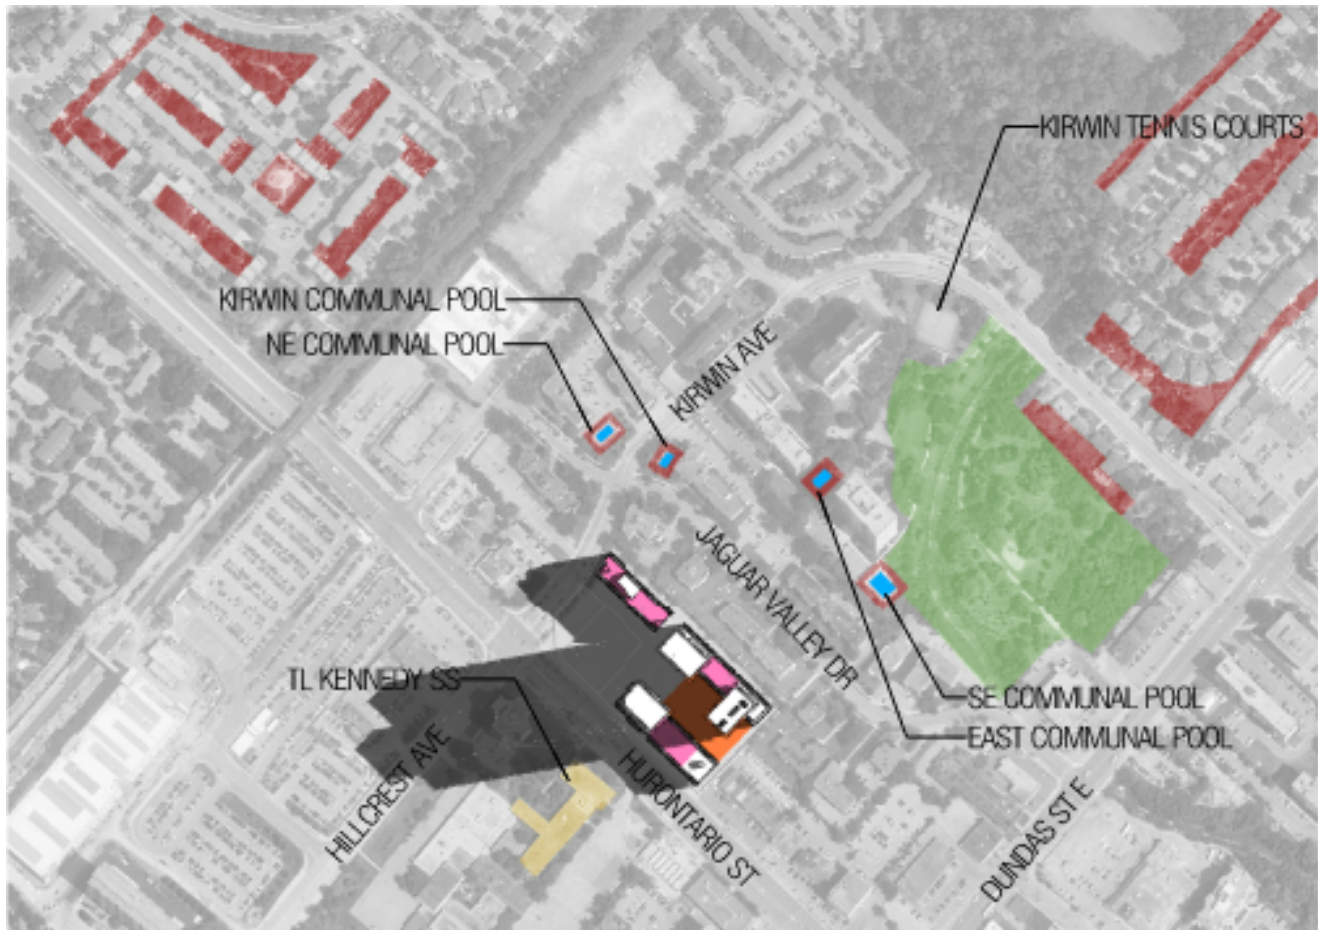 KIRWIN TENNIS COURTS
KIRWIN COMMUNAL POOL
NE COMMUNAL POOL
KIRWIN AVE
JAGUAR VALLEY DR
TL KENNEDY SS
SE COMMUNAL POOL
EAST COMMUNAL POOL
HILLCREST AVE
HURONTARIO ST
DUNDAS ST E